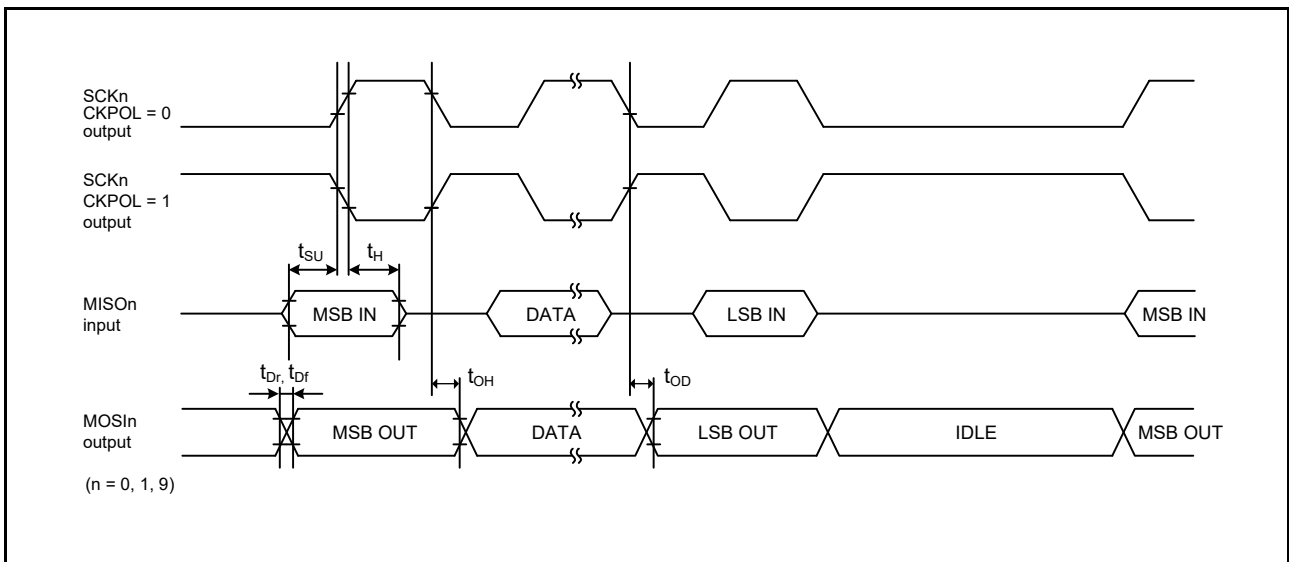 SCKn
CKPOL = 0
output
SCKn
CKPOL = 1
output
tSU
tH
MISOn
input
MSB IN
DATA
LSB IN
MSB IN
tDr, tDf
tOH
tOD
MOSIn
output
MSB OUT
DATA
LSB OUT
IDLE
MSB OUT
(n = 0, 1, 9)